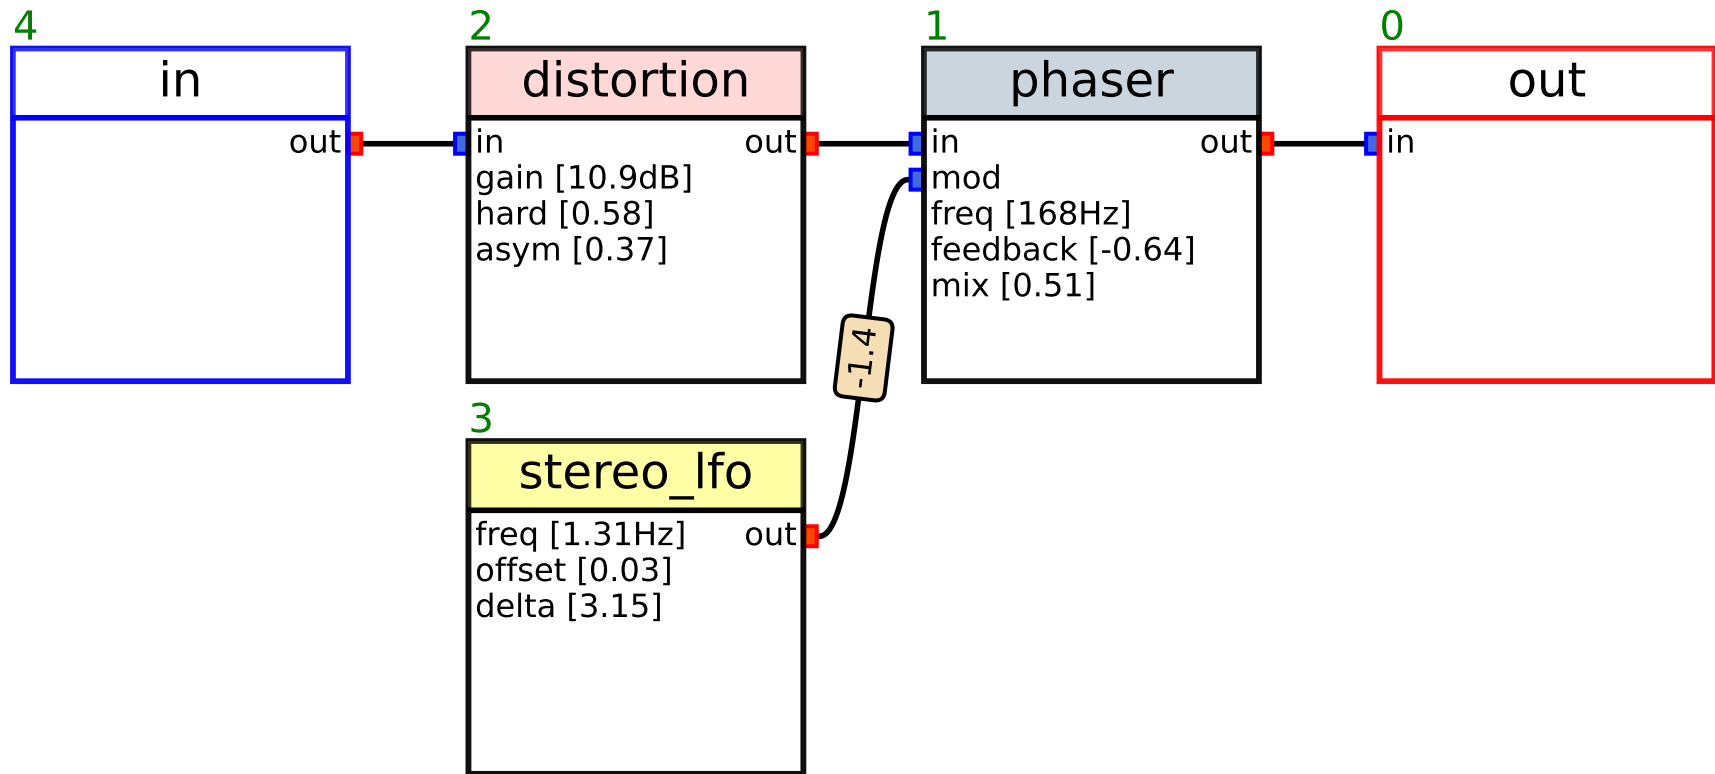 4
in
out
2
distortion
in out
gain [10.9dB]
hard [0.58]
asym [0.37]
1
phaser
in out
mod
freq [168Hz]
feedback [-0.64]
mix [0.51]
0
out
in
-1.4
3
stereo_lfo
freq [1.31Hz] out
offset [0.03]
delta [3.15]